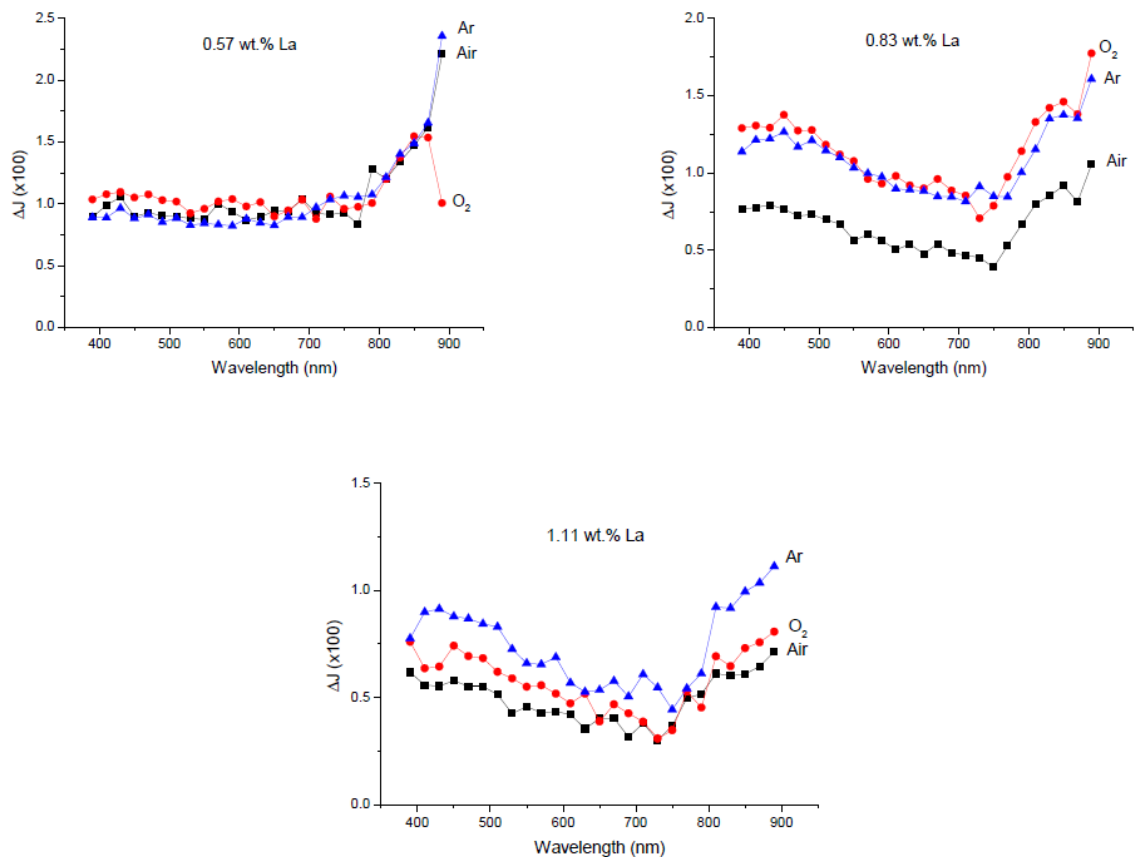 0.57 wt.% La
Ar
Air
O₂
2.5
2.0
1.5
1.0
0.5
0.0
ΔJ (x100)
400 500 600 700 800 900
Wavelength (nm)
0.83 wt.% La
O₂
Ar
Air
2.0
1.5
1.0
0.5
0.0
ΔJ (x100)
400 500 600 700 800 900
Wavelength (nm)
1.11 wt.% La
Ar
O₂
Air
1.5
1.0
0.5
0.0
ΔJ (x100)
400 500 600 700 800 900
Wavelength (nm)